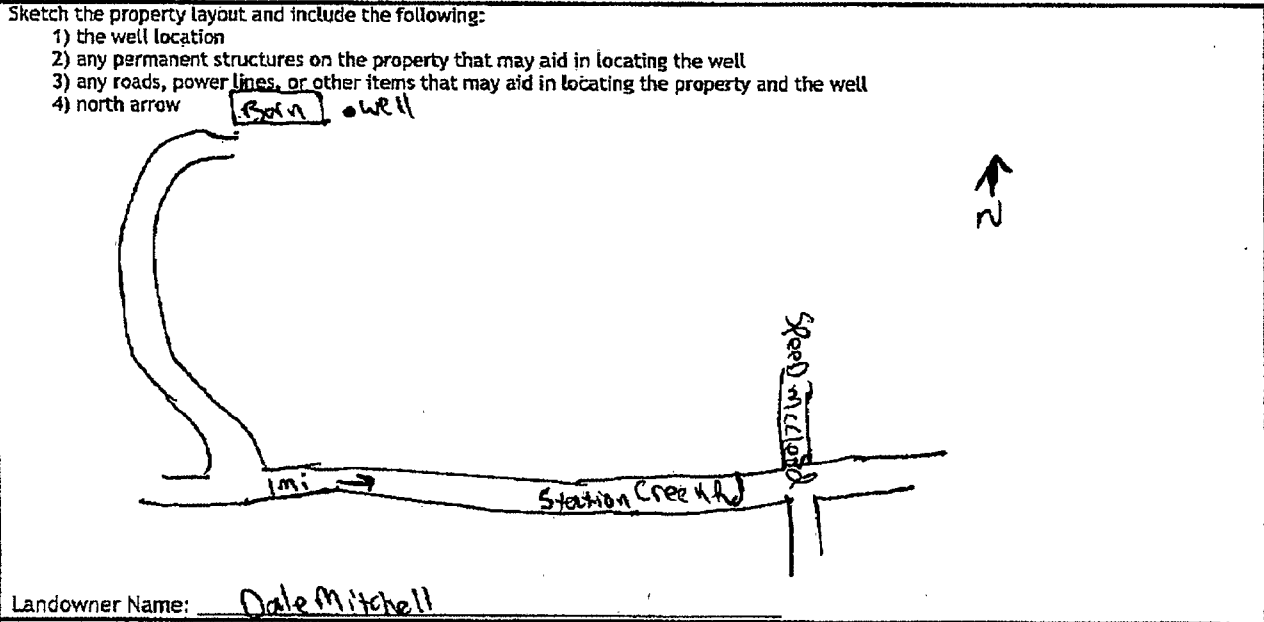 Sketch the property layout and include the following:
1) the well location
2) any permanent structures on the property that may aid in locating the well
3) any roads, power lines, or other items that may aid in locating the property and the well
4) north arrow
Barn
well
N
1mi
Station Creek Rd
Landowner Name: Dale Mitchell